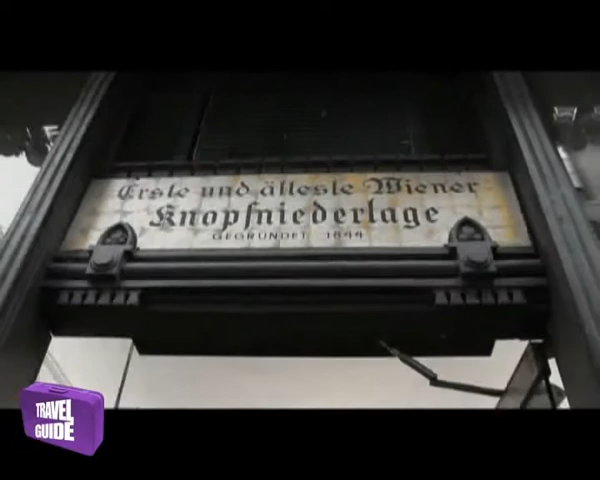 Erste und älteste Wiener
Knopfniederlage
GEGRÜNDET 1844
TRAVEL
GUIDE